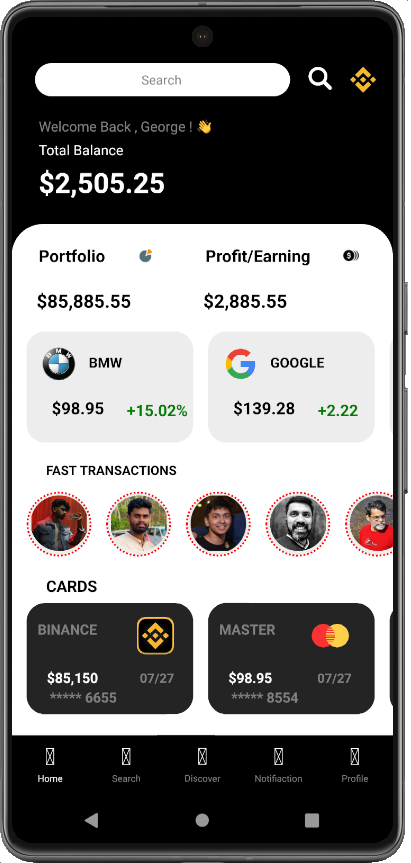 Search
Welcome Back , George ! 👋
Total Balance
$2,505.25
Portfolio Profit/Earning
$85,885.55 $2,885.55
BMW GOOGLE
$98.95 +15.02% $139.28 +2.22
FAST TRANSACTIONS
CARDS
BINANCE MASTER
$85,150 07/27 $98.95 07/27
***** 6655 ***** 8554
Home Search Discover Notifiaction Profile